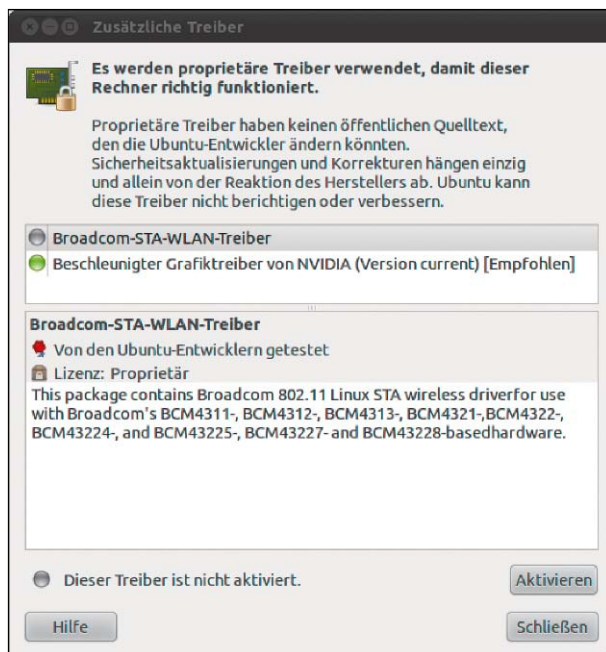 Zusätzliche Treiber
Es werden proprietäre Treiber verwendet, damit dieser
Rechner richtig funktioniert.
Proprietäre Treiber haben keinen öffentlichen Quelltext,
den die Ubuntu-Entwickler ändern könnten.
Sicherheitsaktualisierungen und Korrekturen hängen einzig
und allein von der Reaktion des Herstellers ab. Ubuntu kann
diese Treiber nicht berichtigen oder verbessern.
Broadcom-STA-WLAN-Treiber
Beschleunigter Grafiktreiber von NVIDIA (Version current) [Empfohlen]
Broadcom-STA-WLAN-Treiber
Von den Ubuntu-Entwicklern getestet
Lizenz: Proprietär
This package contains Broadcom 802.11 Linux STA wireless driverfor use
with Broadcom's BCM4311-, BCM4312-, BCM4313-, BCM4321-,BCM4322-,
BCM43224-, and BCM43225-, BCM43227- and BCM43228-basedhardware.
Dieser Treiber ist nicht aktiviert.
Aktivieren
Hilfe
Schließen